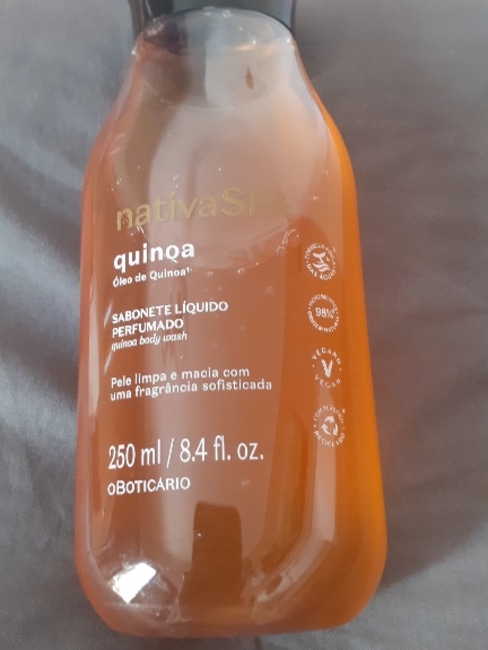 nativaSPA
quinoa
Óleo de Quinoa
SABONETE LÍQUIDO
PERFUMADO
quinoa body wash
Pele limpa e macia com
uma fragrância sofisticada
250 ml / 8.4 fl. oz.
oBOTICÁRIO
98%
VEGANO
VEGAN